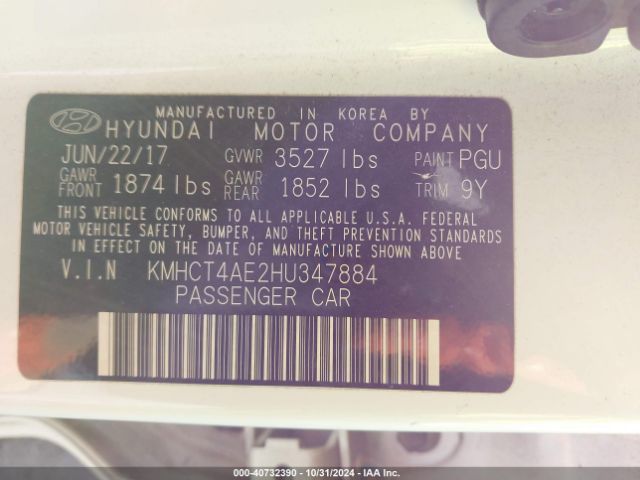 MANUFACTURED IN KOREA BY
HYUNDAI MOTOR COMPANY
JUN/22/17 GVWR 3527 lbs PAINT PGU
GAWR FRONT 1874 lbs GAWR REAR 1852 lbs TRIM 9Y
THIS VEHICLE CONFORMS TO ALL APPLICABLE U.S.A. FEDERAL
MOTOR VEHICLE SAFETY, BUMPER, AND THEFT PREVENTION STANDARDS
IN EFFECT ON THE DATE OF MANUFACTURE SHOWN ABOVE
V.I.N KMHCT4AE2HU347884
PASSENGER CAR
000-40732390 - 10/31/2024 - IAA Inc.